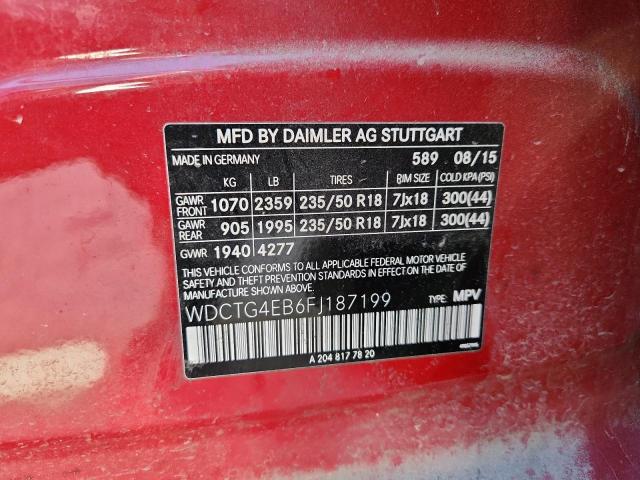 MFD BY DAIMLER AG STUTTGART
MADE IN GERMANY 589 08/15
KG LB TIRES RIM SIZE COLD KPA (PSI)
GAWR FRONT 1070 2359 235/50 R18 7Jx18 300(44)
GAWR REAR 905 1995 235/50 R18 7Jx18 300(44)
GVWR 1940 4277
THIS VEHICLE CONFORMS TO ALL APPLICABLE FEDERAL MOTOR VEHICLE
SAFETY AND THEFT PREVENTION STANDARDS IN EFFECT ON THE
DATE OF MANUFACTURE SHOWN ABOVE.
WDCTG4EB6FJ187199 TYPE: MPV
A 204 817 78 20